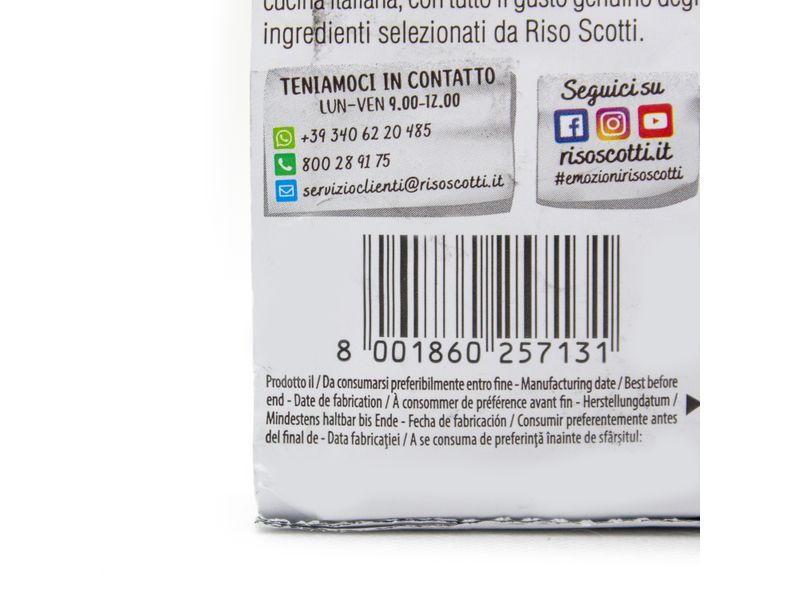 cucina italiana, con tutto il gusto genuino degli
ingredienti selezionati da Riso Scotti.
TENIAMOCI IN CONTATTO
LUN-VEN 9.00-12.00
+39 340 62 20 485
800 28 91 75
servizioclienti@risoscotti.it
Seguici su
risoscotti.it
#emozionirisoscotti
8 001860 257131
Prodotto il / Da consumarsi preferibilmente entro fine - Manufacturing date / Best before
end - Date de fabrication / À consommer de préférence avant fin - Herstellungdatum /
Mindestens haltbar bis Ende - Fecha de fabricación / Consumir preferentemente antes
del final de - Data fabricaţiei / A se consuma de preferinţă înainte de sfârşitul: